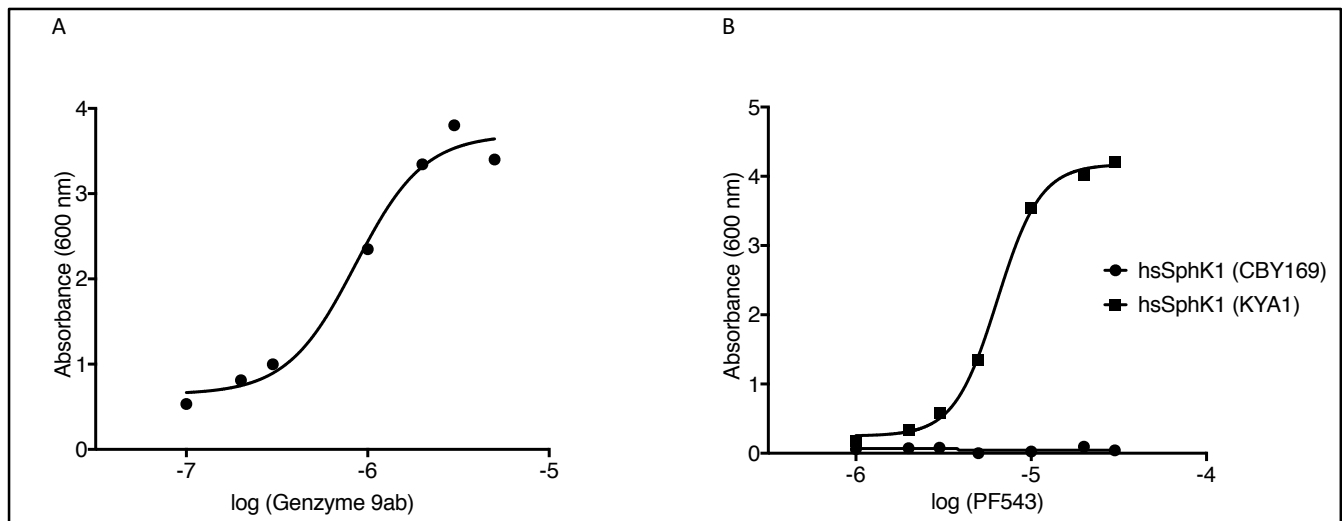 A
4
3
2
1
0
Absorbance (600 nm)
-7
-6
-5
log (Genzyme 9ab)
B
5
4
3
2
1
0
Absorbance (600 nm)
hsSphK1 (CBY169)
hsSphK1 (KYA1)
-6
-5
-4
log (PF543)